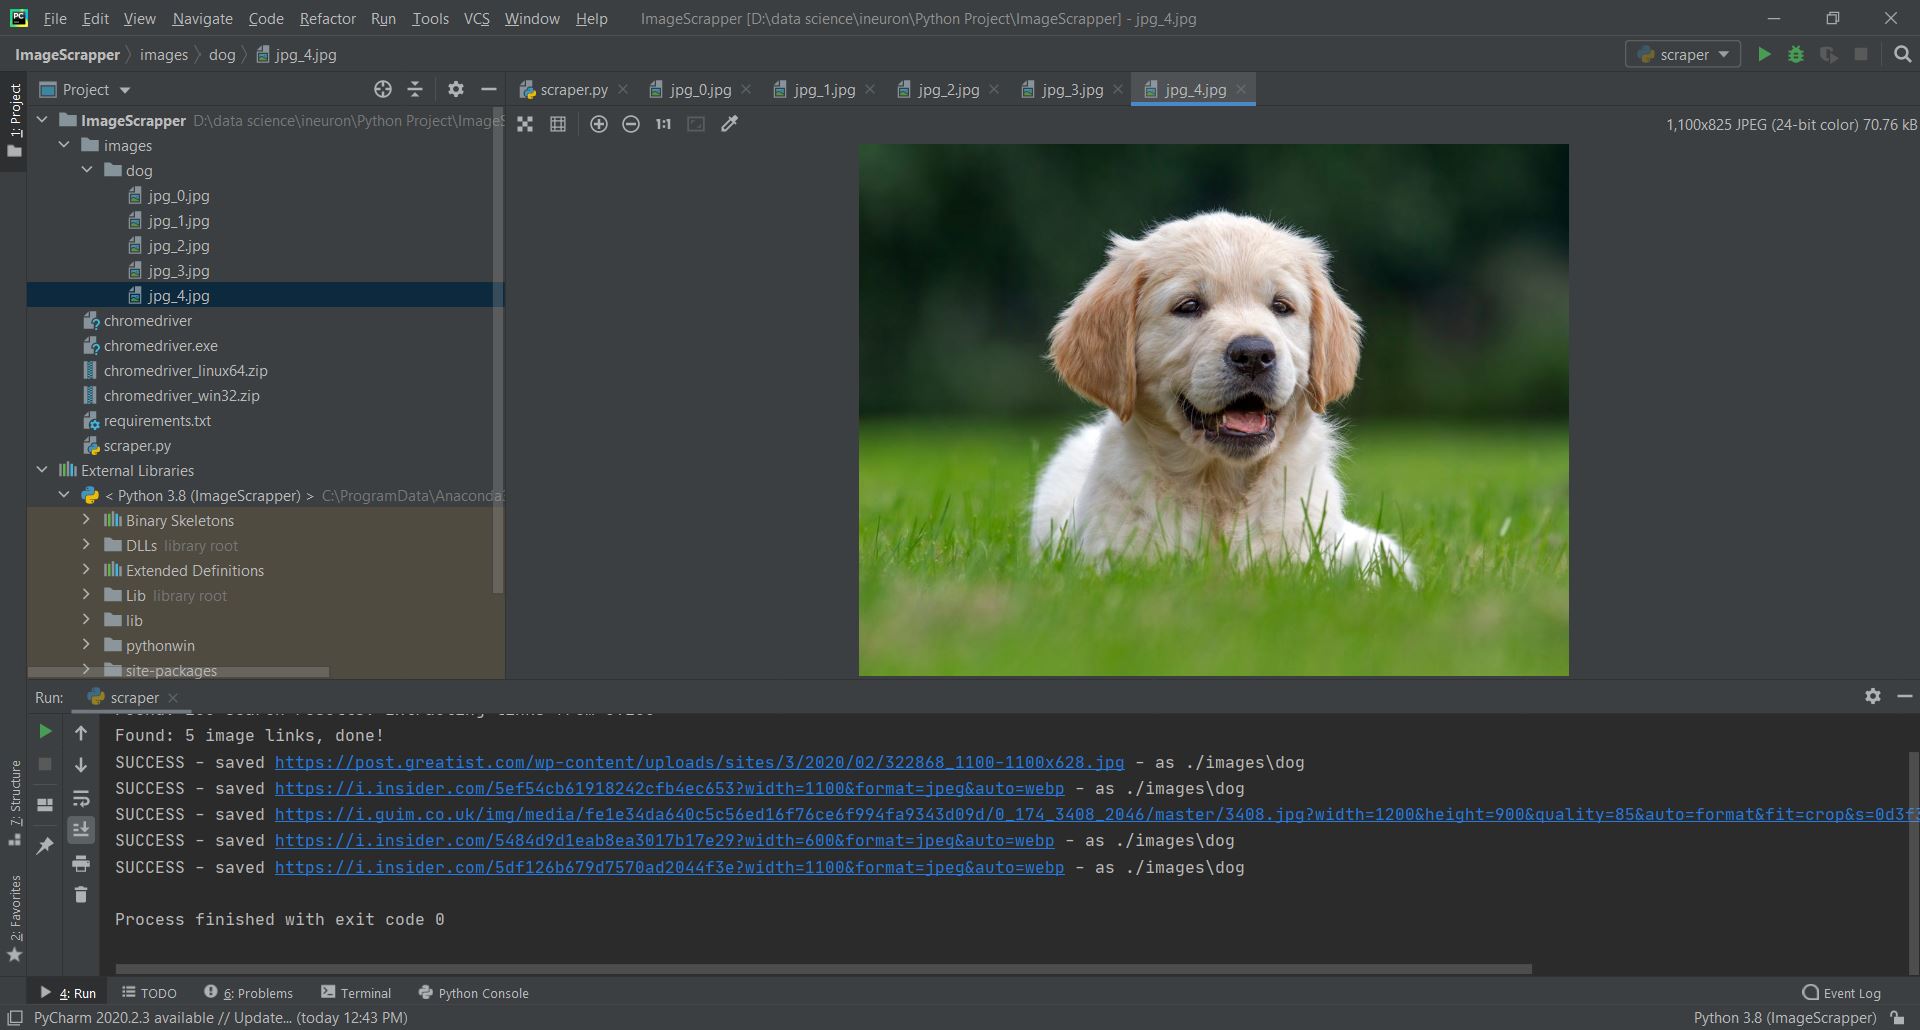 PC File Edit View Navigate Code Refactor Run Tools VCS Window Help ImageScrapper [D:\data science\ineuron\Python Project\ImageScrapper] - jpg_4.jpg
ImageScrapper images dog jpg_4.jpg scraper
1: Project
Project
scraper.py jpg_0.jpg jpg_1.jpg jpg_2.jpg jpg_3.jpg jpg_4.jpg
1:1
1,100x825 JPEG (24-bit color) 70.76 kB
ImageScrapper D:\data science\ineuron\Python Project\Image
images
dog
jpg_0.jpg
jpg_1.jpg
jpg_2.jpg
jpg_3.jpg
jpg_4.jpg
chromedriver
chromedriver.exe
chromedriver_linux64.zip
chromedriver_win32.zip
requirements.txt
scraper.py
External Libraries
< Python 3.8 (ImageScrapper) > C:\ProgramData\Anaconda
Binary Skeletons
DLLs library root
Extended Definitions
Lib library root
lib
pythonwin
site-packages
Run: scraper
Found: 5 image links, done!
SUCCESS - saved https://post.greatist.com/wp-content/uploads/sites/3/2020/02/322868_1100-1100x628.jpg - as ./images\dog
SUCCESS - saved https://i.insider.com/5ef54cb61918242cfb4ec653?width=1100&format=jpeg&auto=webp - as ./images\dog
SUCCESS - saved https://i.guim.co.uk/img/media/fe1e34da640c5c56ed16f76ce6f994fa9343d09d/0_174_3408_2046/master/3408.jpg?width=1200&height=900&quality=85&auto=format&fit=crop&s=0d3f3
SUCCESS - saved https://i.insider.com/5484d9d1eab8ea3017b17e29?width=600&format=jpeg&auto=webp - as ./images\dog
SUCCESS - saved https://i.insider.com/5df126b679d7570ad2044f3e?width=1100&format=jpeg&auto=webp - as ./images\dog
Process finished with exit code 0
7: Structure
2: Favorites
4: Run TODO 6: Problems Terminal Python Console Event Log
PyCharm 2020.2.3 available // Update... (today 12:43 PM) Python 3.8 (ImageScrapper)